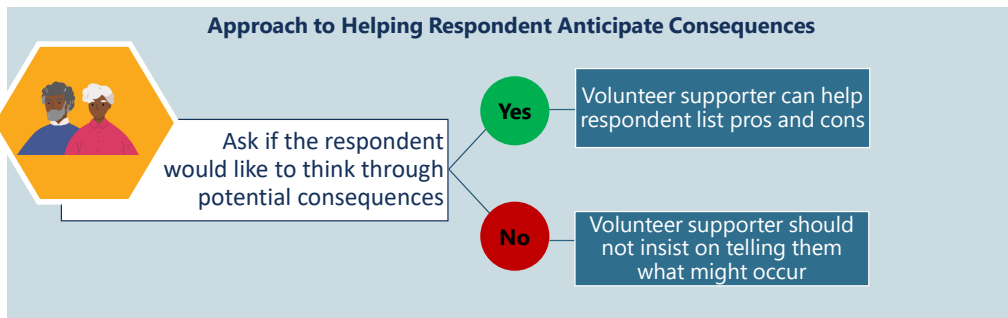 Approach to Helping Respondent Anticipate Consequences
Ask if the respondent
would like to think through
potential consequences
Yes
Volunteer supporter can help
respondent list pros and cons
No
Volunteer supporter should
not insist on telling them
what might occur